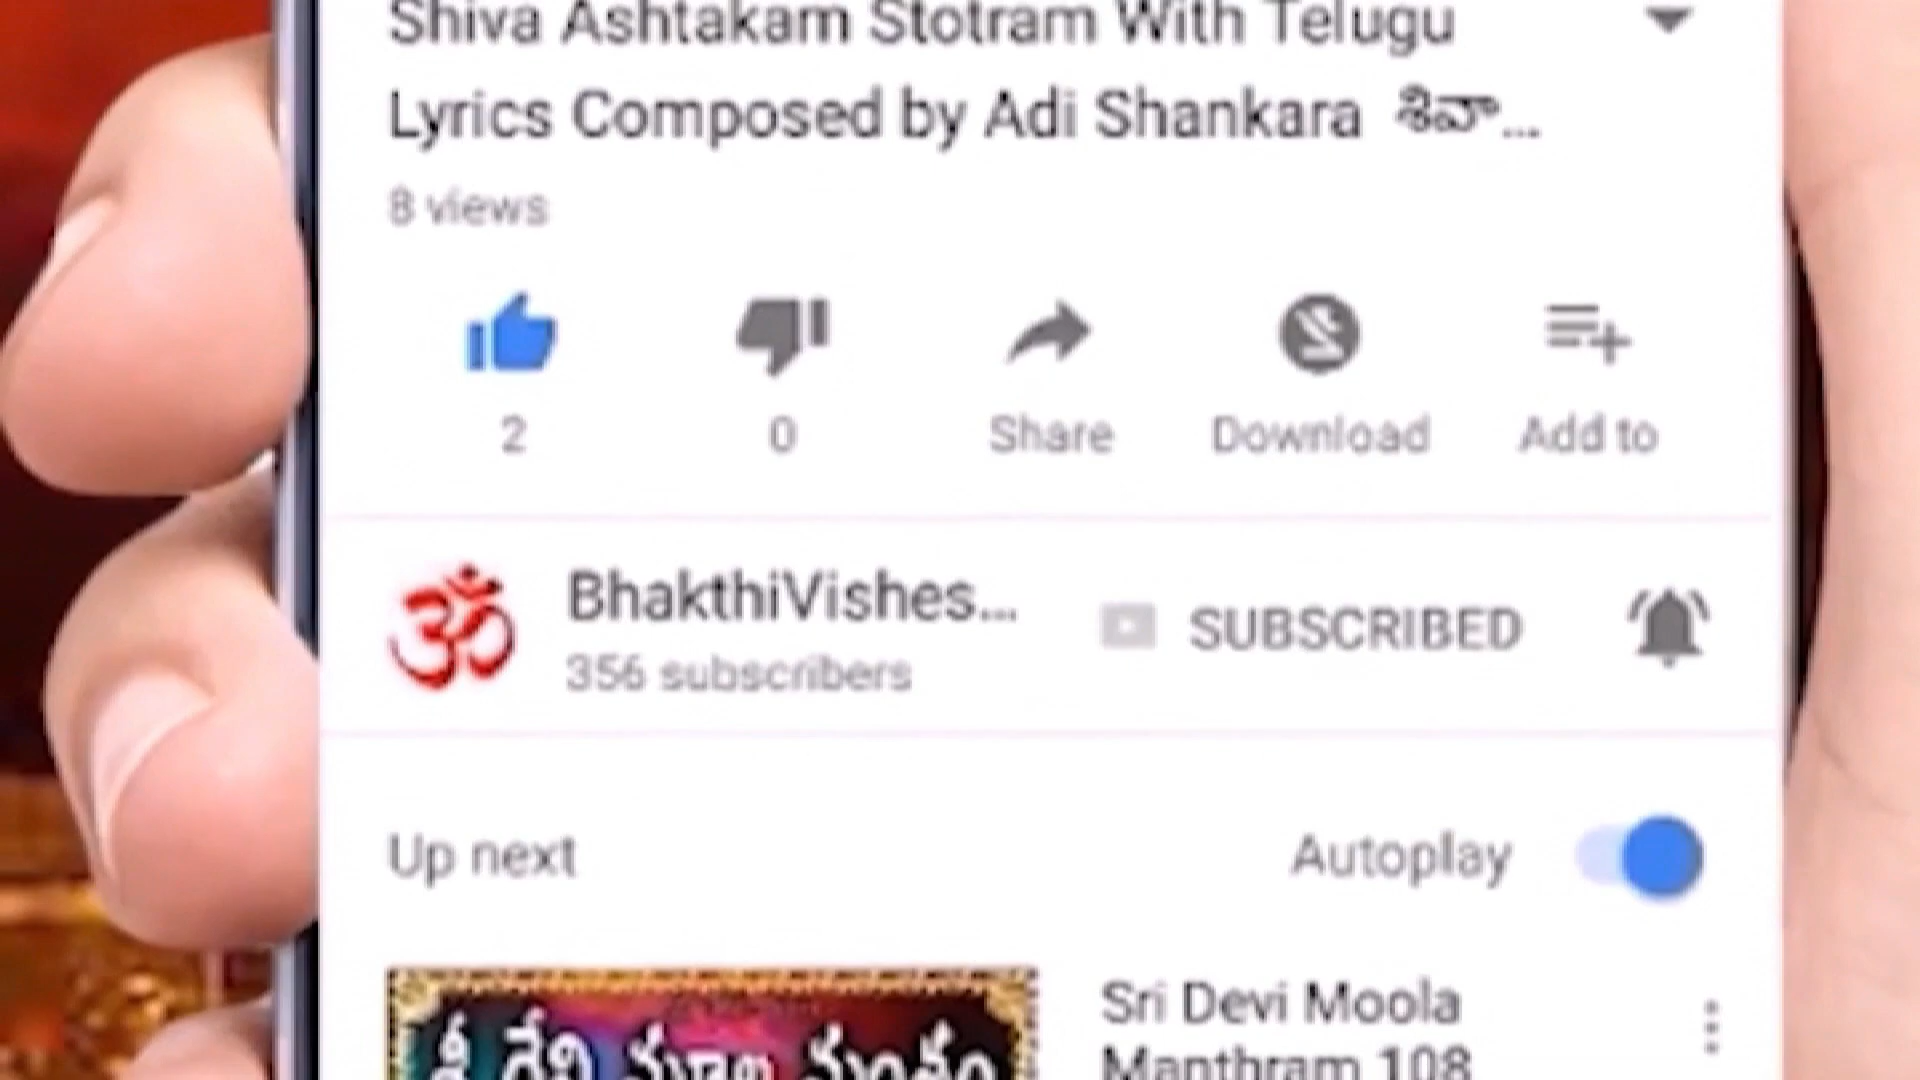 Shiva Ashtakam Stotram With Telugu
Lyrics Composed by Adi Shankara శివా...
8 views
2
0
Share
Download
Add to
BhakthiVishes...
356 subscribers
SUBSCRIBED
Up next
Autoplay
Sri Devi Moola
Manthram 108
శ్రీ దేవి మూల మంత్రం